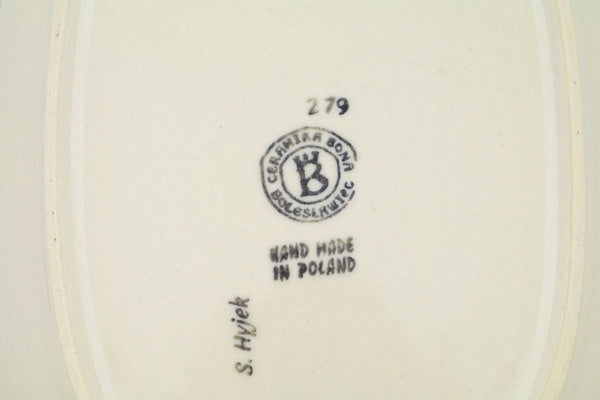 279
CERAMIKA BONA
B
BOLESŁAWIEC
HAND MADE
IN POLAND
S. Hyjek